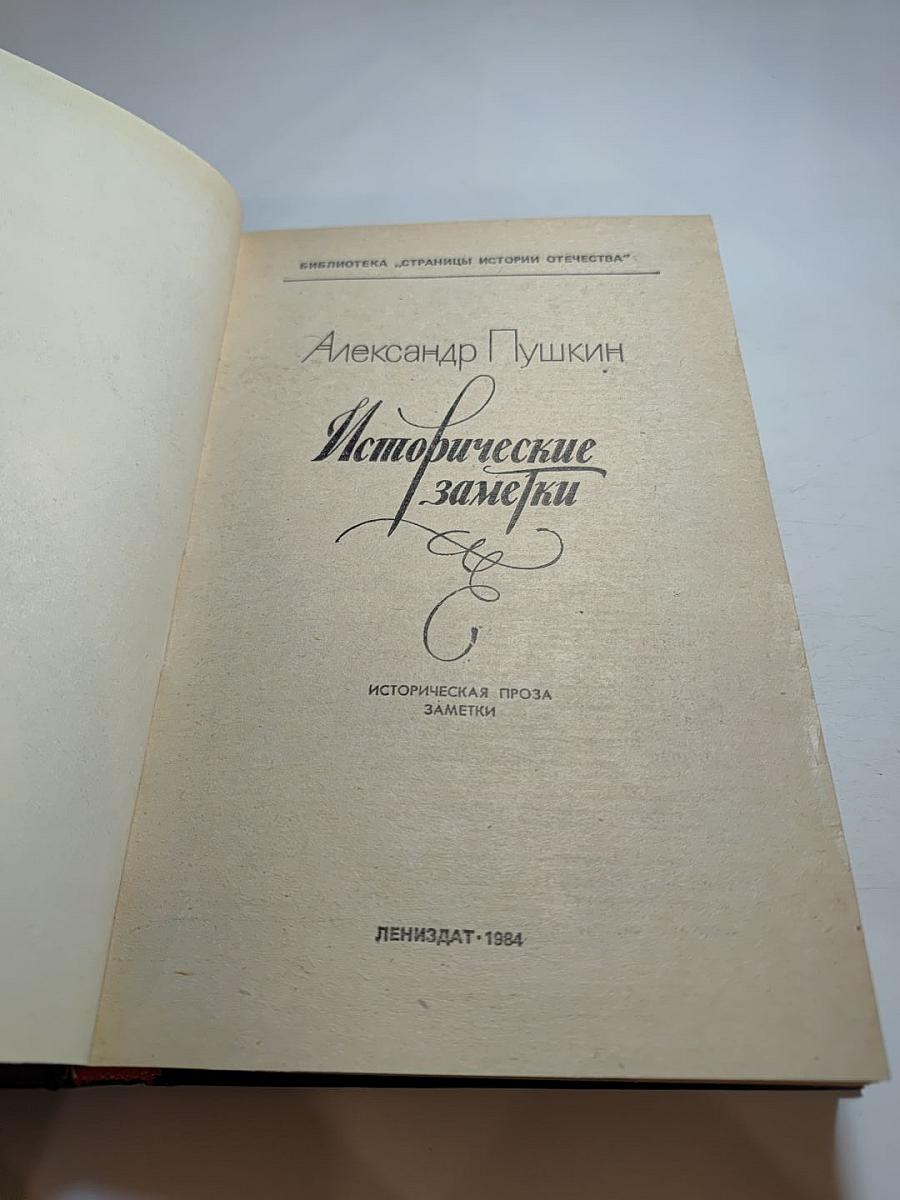 БИБЛИОТЕКА „СТРАНИЦЫ ИСТОРИИ ОТЕЧЕСТВА"
Александр Пушкин
Исторические
заметки
ИСТОРИЧЕСКАЯ ПРОЗА
ЗАМЕТКИ
ЛЕНИЗДАТ · 1984